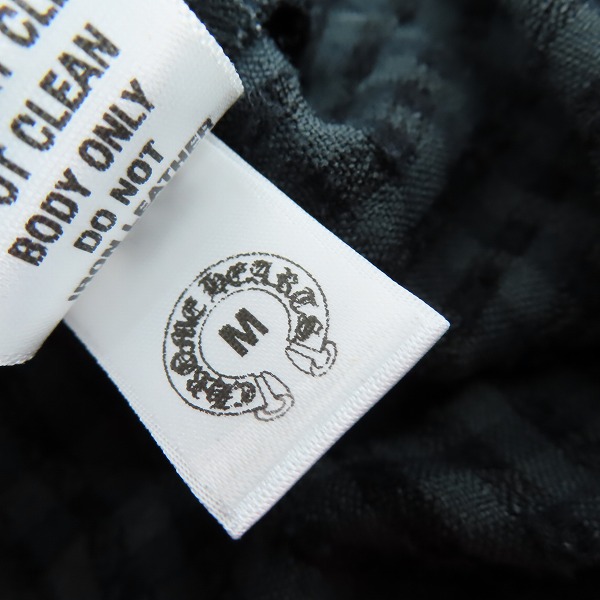 CLEAN
BODY ONLY
DO NOT
IRON LEATHER
CHROME HEARTS
M